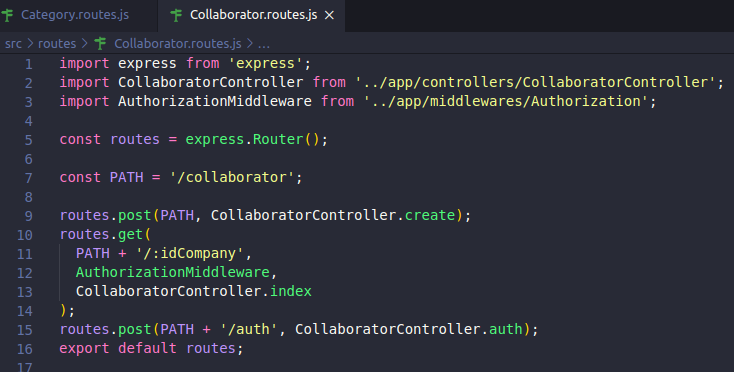 Category.routes.js
Collaborator.routes.js ×
src > routes > Collaborator.routes.js > ...
1 import express from 'express';
2 import CollaboratorController from '../app/controllers/CollaboratorController';
3 import AuthorizationMiddleware from '../app/middlewares/Authorization';
4
5 const routes = express.Router();
6
7 const PATH = '/collaborator';
8
9 routes.post(PATH, CollaboratorController.create);
10 routes.get(
11 PATH + '/:idCompany',
12 AuthorizationMiddleware,
13 CollaboratorController.index
14 );
15 routes.post(PATH + '/auth', CollaboratorController.auth);
16 export default routes;
17